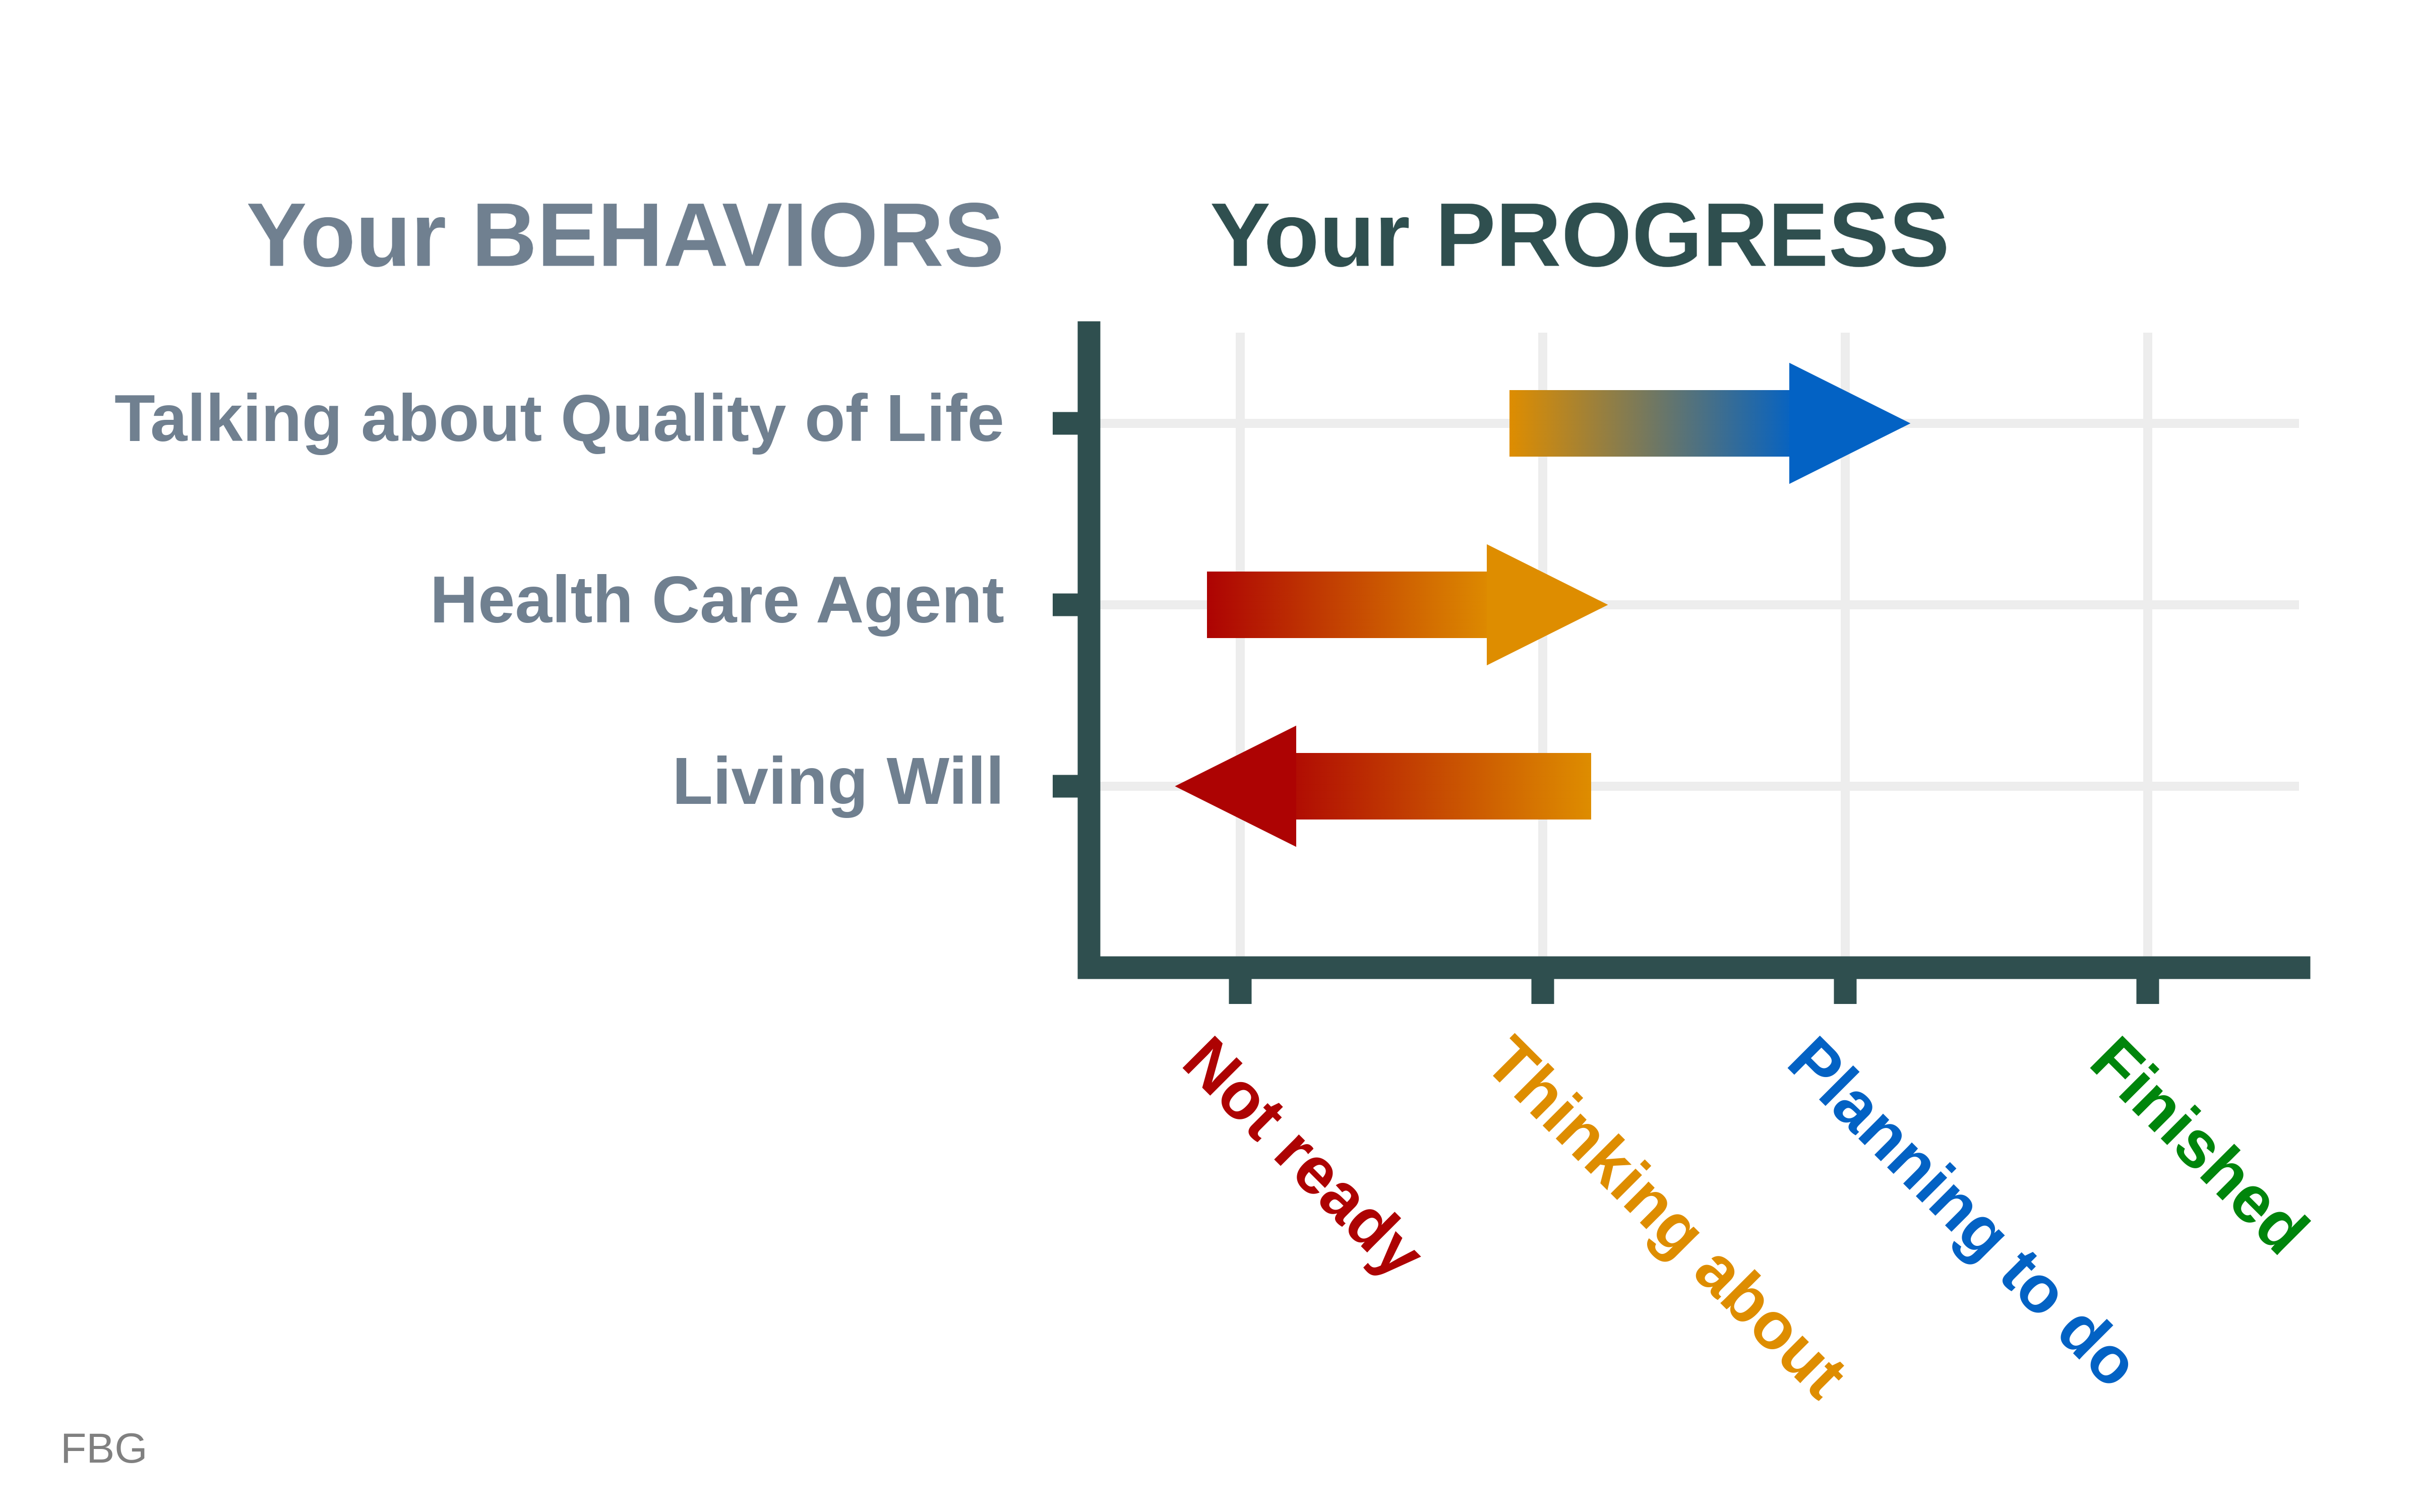 Your BEHAVIORS
Your PROGRESS
Talking about Quality of Life
Health Care Agent
Living Will
Not ready
Thinking about
Planning to do
Finished
FBG